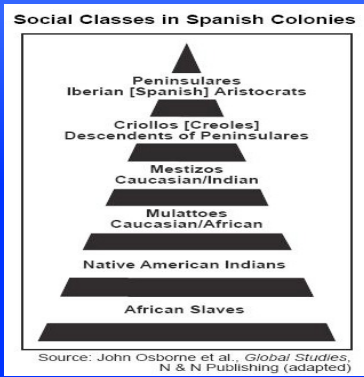 Social Classes in Spanish Colonies
Peninsulares
Iberian [Spanish] Aristocrats
Criollos [Creoles]
Descendents of Peninsulares
Mestizos
Caucasian/Indian
Mulattoes
Caucasian/African
Native American Indians
African Slaves
Source: John Osborne et al., Global Studies,
N & N Publishing (adapted)